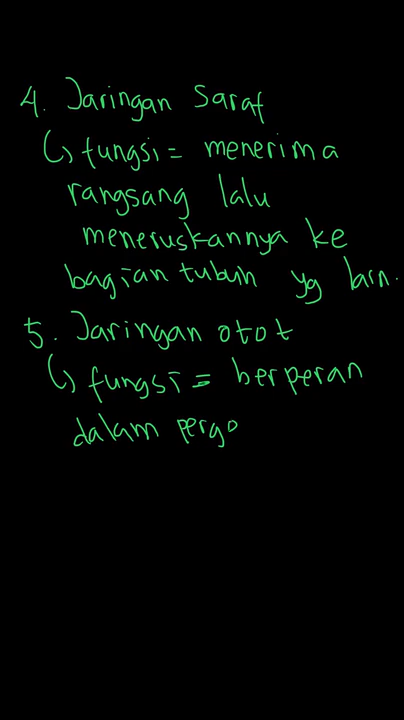 4. Jaringan Saraf
↳ fungsi = menerima
rangsang lalu
meneruskannya ke
bagian tubuh yg lain.
5. Jaringan otot
↳ fungsi = berperan
dalam pergo